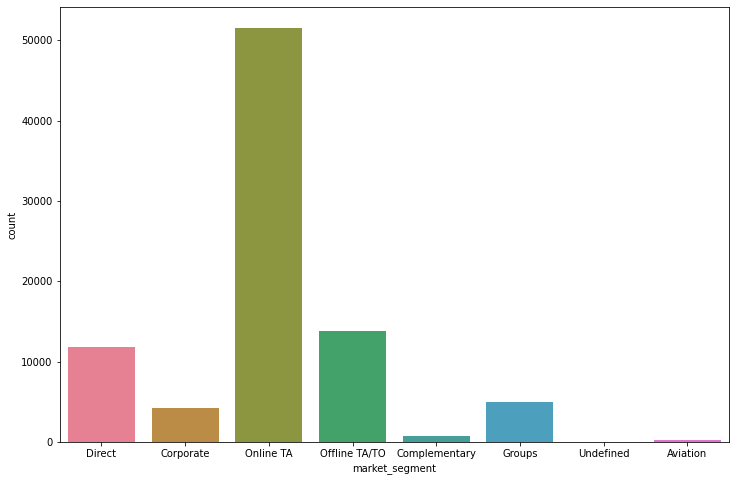 50000
40000
30000
20000
10000
0
count
Direct Corporate Online TA Offline TA/TO Complementary Groups Undefined Aviation
market_segment